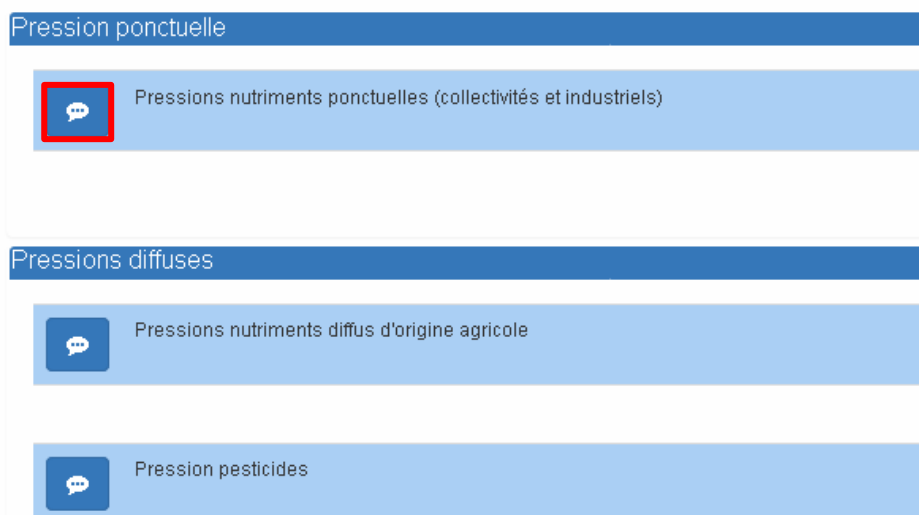 Pression ponctuelle
Pressions nutriments ponctuelles (collectivités et industriels)
Pressions diffuses
Pressions nutriments diffus d'origine agricole
Pression pesticides